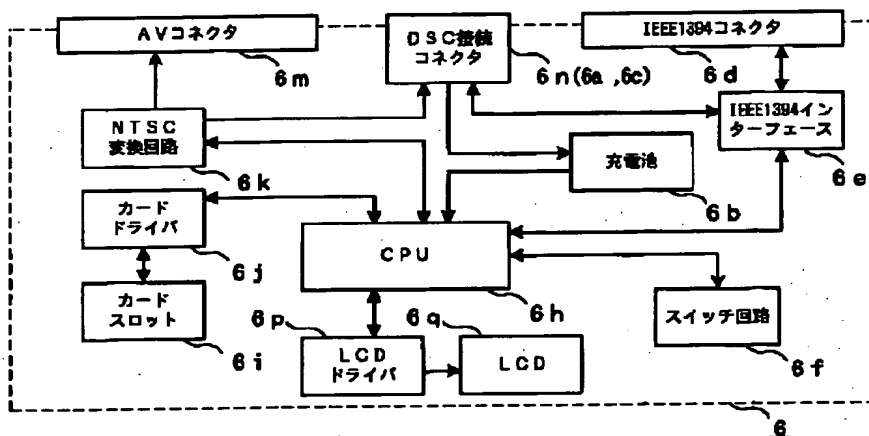 AVコネクタ
6m
DSC接続
コネクタ
6n(6a,6c)
IEEE1394コネクタ
6d
NTSC
変換回路
6k
IEEE1394イン
ターフェース
6e
充電池
6b
カード
ドライバ
6j
CPU
6h
カード
スロット
6i
スイッチ回路
6f
6p
LCD
ドライバ
6q
LCD
6